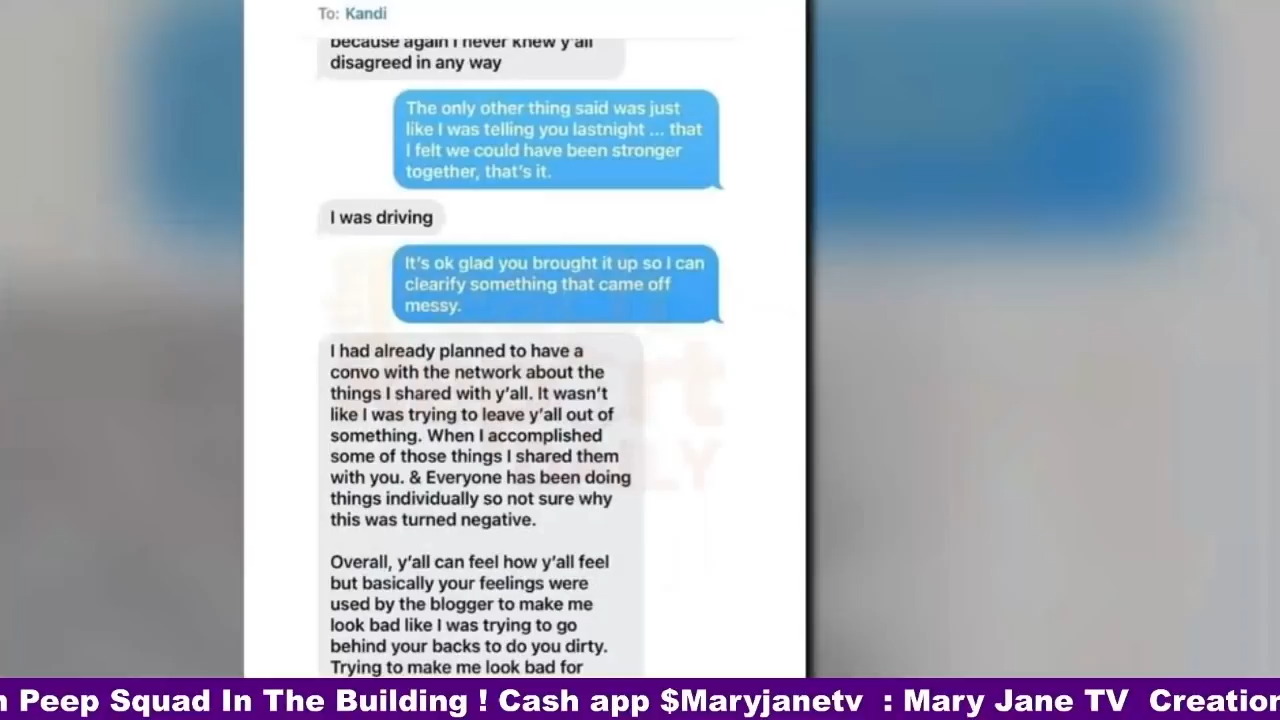 To: Kandi
because again I never knew y'all
disagreed in any way
The only other thing said was just
like I was telling you lastnight ... that
I felt we could have been stronger
together, that's it.
I was driving
It's ok glad you brought it up so I can
clearify something that came off
messy.
I had already planned to have a
convo with the network about the
things I shared with y'all. It wasn't
like I was trying to leave y'all out of
something. When I accomplished
some of those things I shared them
with you. & Everyone has been doing
things individually so not sure why
this was turned negative.
Overall, y'all can feel how y'all feel
but basically your feelings were
used by the blogger to make me
look bad like I was trying to go
behind your backs to do you dirty.
Trying to make me look bad for
Peep Squad In The Building ! Cash app $Maryjanetv : Mary Jane TV